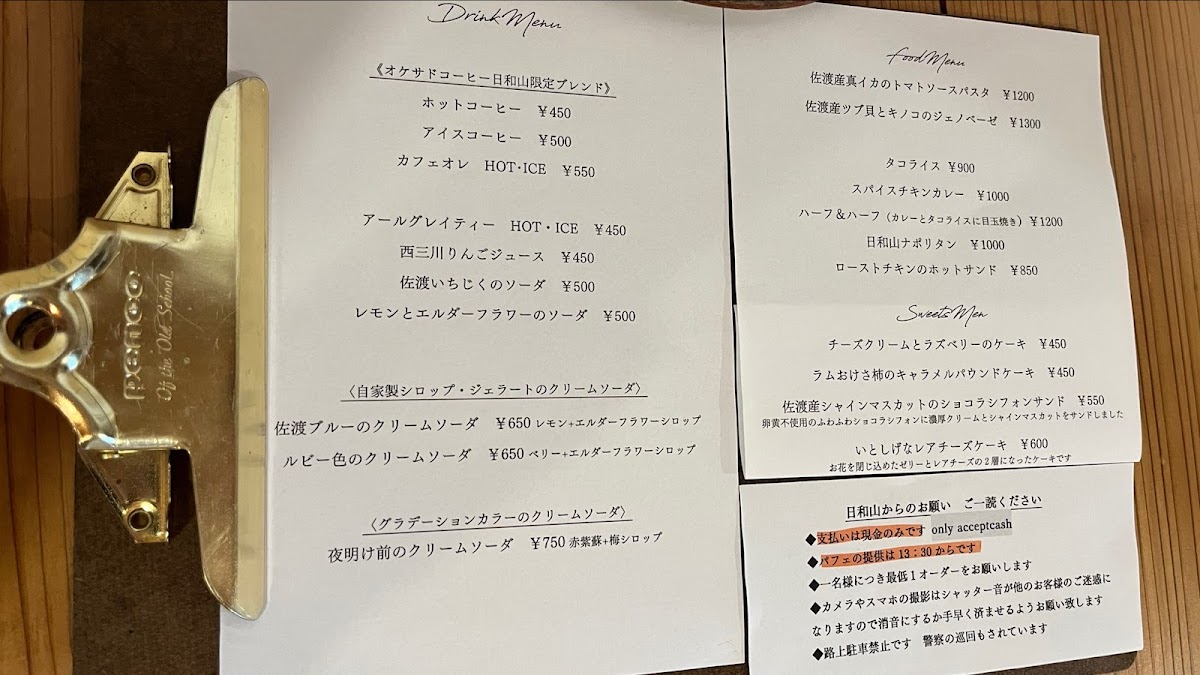 pamco
Of the Old School
Drink Menu
《オケサドコーヒー日和山限定ブレンド》
ホットコーヒー ¥450
アイスコーヒー ¥500
カフェオレ HOT・ICE ¥550
アールグレイティー HOT・ICE ¥450
西三川りんごジュース ¥450
佐渡いちじくのソーダ ¥500
レモンとエルダーフラワーのソーダ ¥500
〈自家製シロップ・ジェラートのクリームソーダ〉
佐渡ブルーのクリームソーダ ¥650 レモン+エルダーフラワーシロップ
ルビー色のクリームソーダ ¥650 ベリー+エルダーフラワーシロップ
〈グラデーションカラーのクリームソーダ〉
夜明け前のクリームソーダ ¥750 赤紫蘇+梅シロップ
Food Menu
佐渡産真イカのトマトソースパスタ ¥1200
佐渡産ツブ貝とキノコのジェノベーゼ ¥1300
タコライス ¥900
スパイスチキンカレー ¥1000
ハーフ&ハーフ（カレーとタコライスに目玉焼き）¥1200
日和山ナポリタン ¥1000
ローストチキンのホットサンド ¥850
Sweets Men
チーズクリームとラズベリーのケーキ ¥450
ラムおけさ柿のキャラメルパウンドケーキ ¥450
佐渡産シャインマスカットのショコラシフォンサンド ¥550
卵黄不使用のふわふわショコラシフォンに濃厚クリームとシャインマスカットをサンドしました
いとしげなレアチーズケーキ ¥600
お花を閉じ込めたゼリーとレアチーズの2層になったケーキです
日和山からのお願い ご一読ください
◆支払いは現金のみです only acceptcash
◆パフェの提供は13：30からです
◆一名様につき最低1オーダーをお願いします
◆カメラやスマホの撮影はシャッター音が他のお客様のご迷惑に
なりますので消音にするか手早く済ませるようお願い致します
◆路上駐車禁止です 警察の巡回もされています